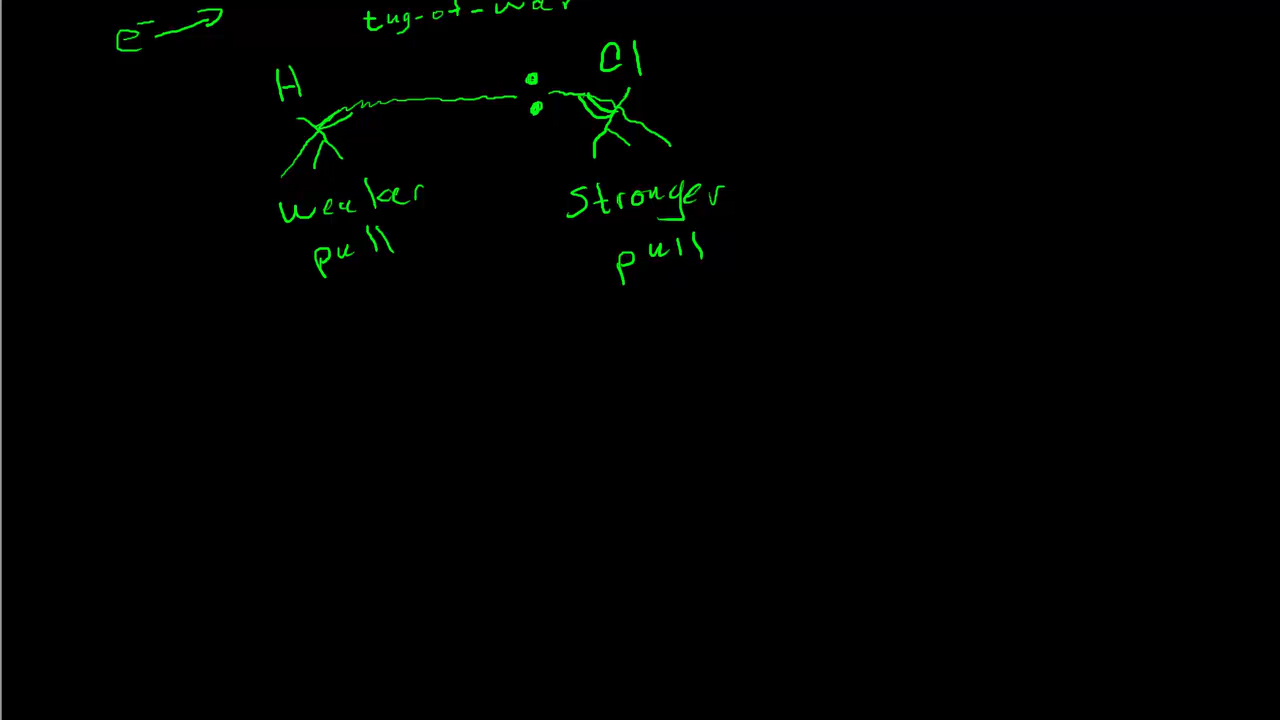 e⁻ → tug-of-war
H Cl
weaker stronger
pull pull